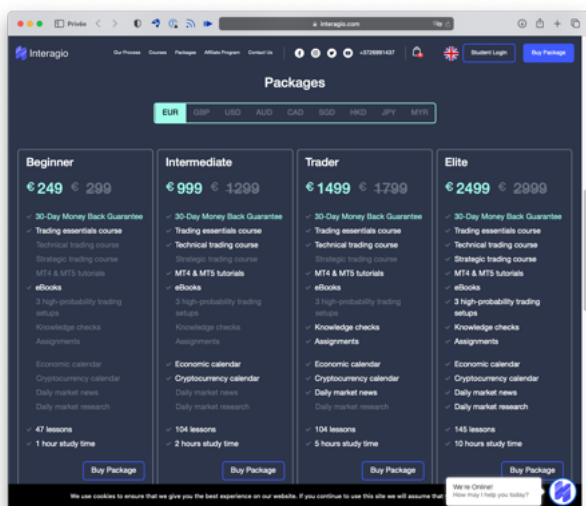 Privée
interagio.com
Interagio
Our Process Courses Packages Affiliate Program Contact Us
+3726991437
Student Login
Buy Package
Packages
EUR GBP USD AUD CAD SGD HKD JPY MYR
Beginner
€ 249 € 299
30-Day Money Back Guarantee
Trading essentials course
Technical trading course
Strategic trading course
MT4 & MT5 tutorials
eBooks
3 high-probability trading
setups
Knowledge checks
Assignments
Economic calendar
Cryptocurrency calendar
Daily market news
Daily market research
47 lessons
1 hour study time
Buy Package
Intermediate
€ 999 € 1299
30-Day Money Back Guarantee
Trading essentials course
Technical trading course
Strategic trading course
MT4 & MT5 tutorials
eBooks
3 high-probability trading
setups
Knowledge checks
Assignments
Economic calendar
Cryptocurrency calendar
Daily market news
Daily market research
104 lessons
2 hours study time
Buy Package
Trader
€ 1499 € 1799
30-Day Money Back Guarantee
Trading essentials course
Technical trading course
Strategic trading course
MT4 & MT5 tutorials
eBooks
3 high-probability trading
setups
Knowledge checks
Assignments
Economic calendar
Cryptocurrency calendar
Daily market news
Daily market research
104 lessons
5 hours study time
Buy Package
Elite
€ 2499 € 2999
30-Day Money Back Guarantee
Trading essentials course
Technical trading course
Strategic trading course
MT4 & MT5 tutorials
eBooks
3 high-probability trading
setups
Knowledge checks
Assignments
Economic calendar
Cryptocurrency calendar
Daily market news
Daily market research
145 lessons
10 hours study time
Buy Package
We use cookies to ensure that we give you the best experience on our website. If you continue to use this site we will assume that
We're Online!
How may I help you today?